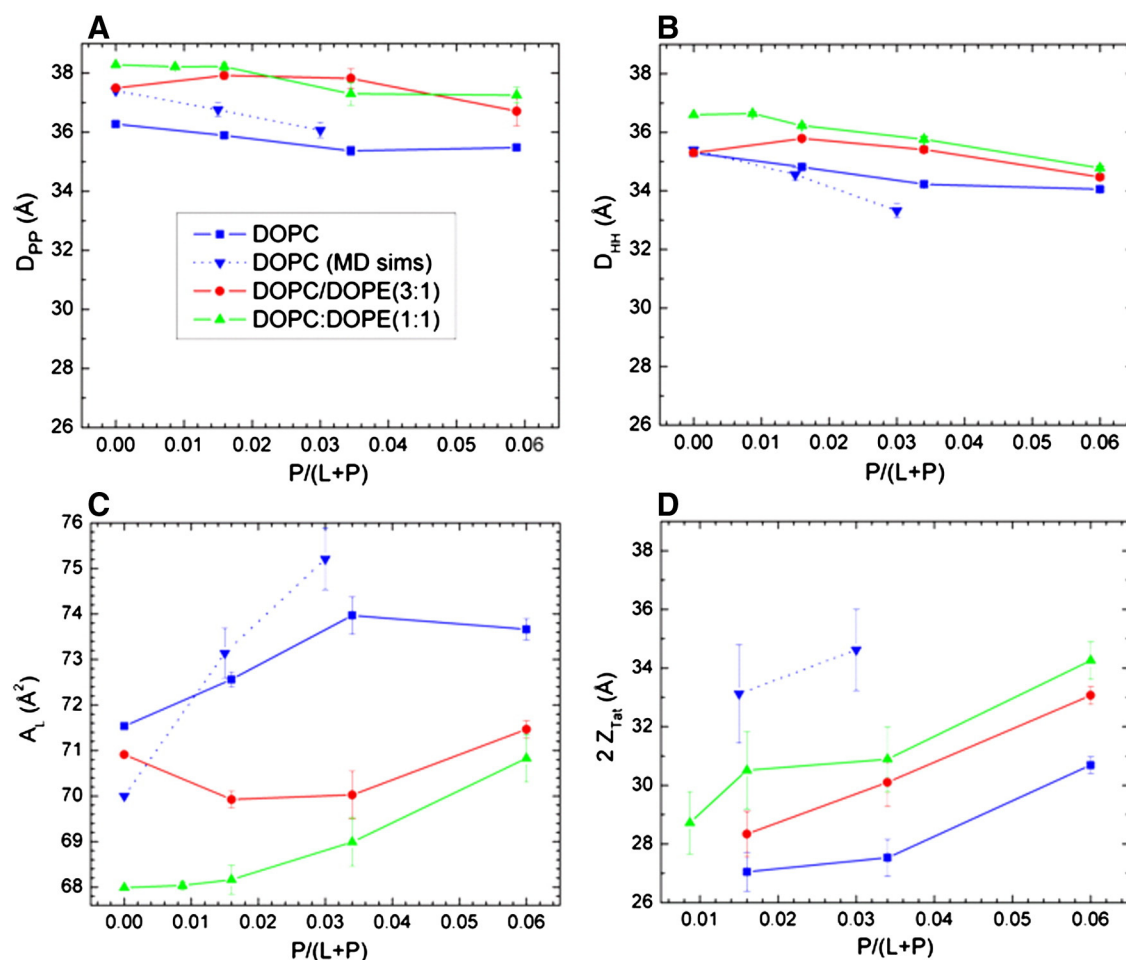 A
38
36
34
32
30
28
26
D_PP (Å)
DOPC
DOPC (MD sims)
DOPC/DOPE(3:1)
DOPC:DOPE(1:1)
0.00 0.01 0.02 0.03 0.04 0.05 0.06
P/(L+P)
B
38
36
34
32
30
28
26
D_HH (Å)
0.00 0.01 0.02 0.03 0.04 0.05 0.06
P/(L+P)
C
76
75
74
73
72
71
70
69
68
A_L (Å²)
0.00 0.01 0.02 0.03 0.04 0.05 0.06
P/(L+P)
D
38
36
34
32
30
28
26
2 Z_Tat (Å)
0.01 0.02 0.03 0.04 0.05 0.06
P/(L+P)